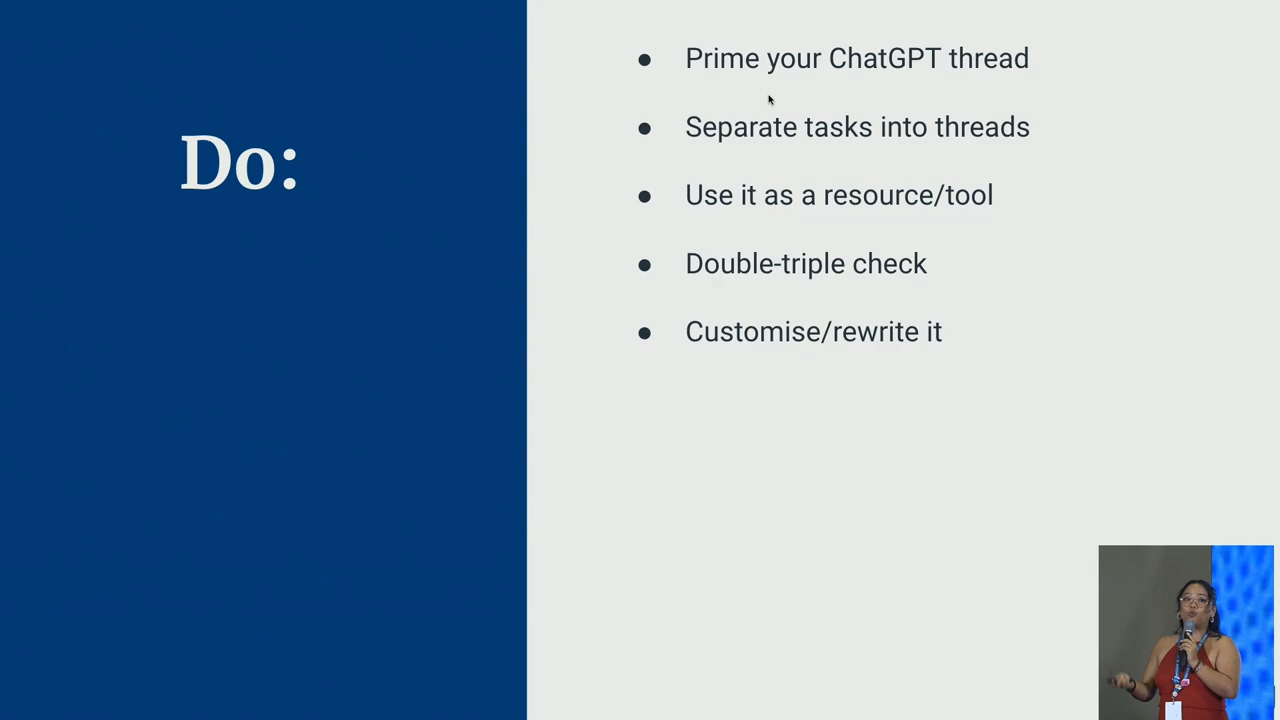 Do:
● Prime your ChatGPT thread
● Separate tasks into threads
● Use it as a resource/tool
● Double-triple check
● Customise/rewrite it